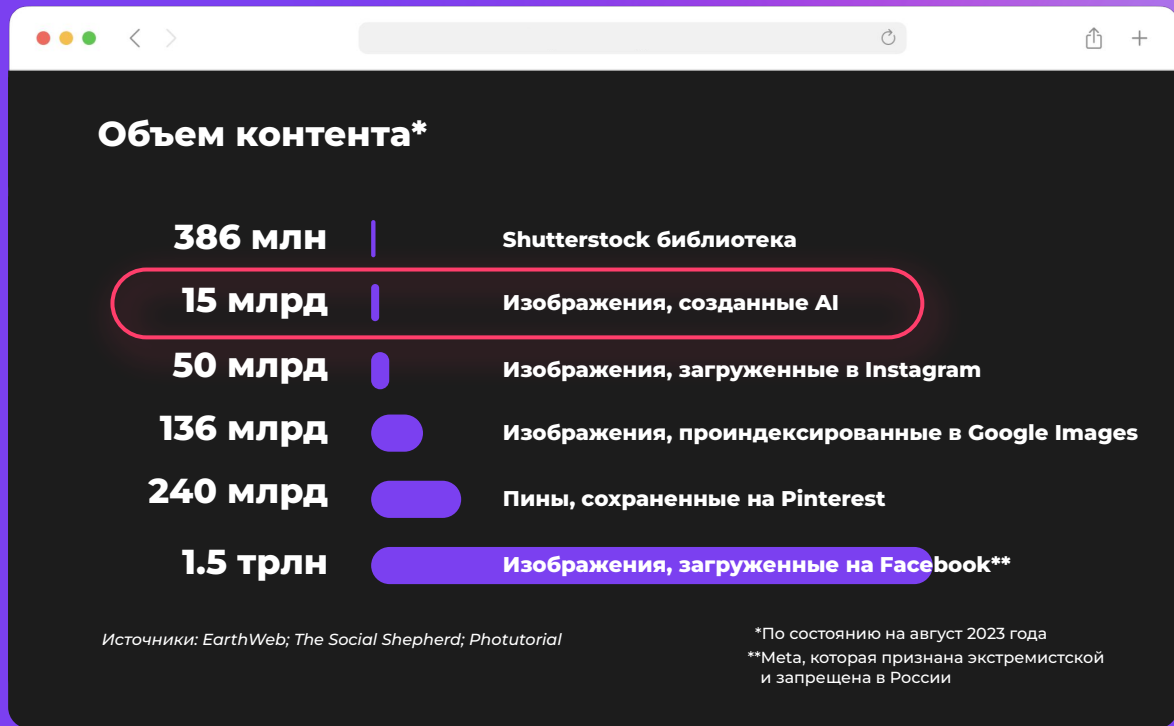 Объем контента*
386 млн Shutterstock библиотека
15 млрд Изображения, созданные AI
50 млрд Изображения, загруженные в Instagram
136 млрд Изображения, проиндексированные в Google Images
240 млрд Пины, сохраненные на Pinterest
1.5 трлн Изображения, загруженные на Facebook**
Источники: EarthWeb; The Social Shepherd; Photutorial
*По состоянию на август 2023 года
**Meta, которая признана экстремистской
и запрещена в России